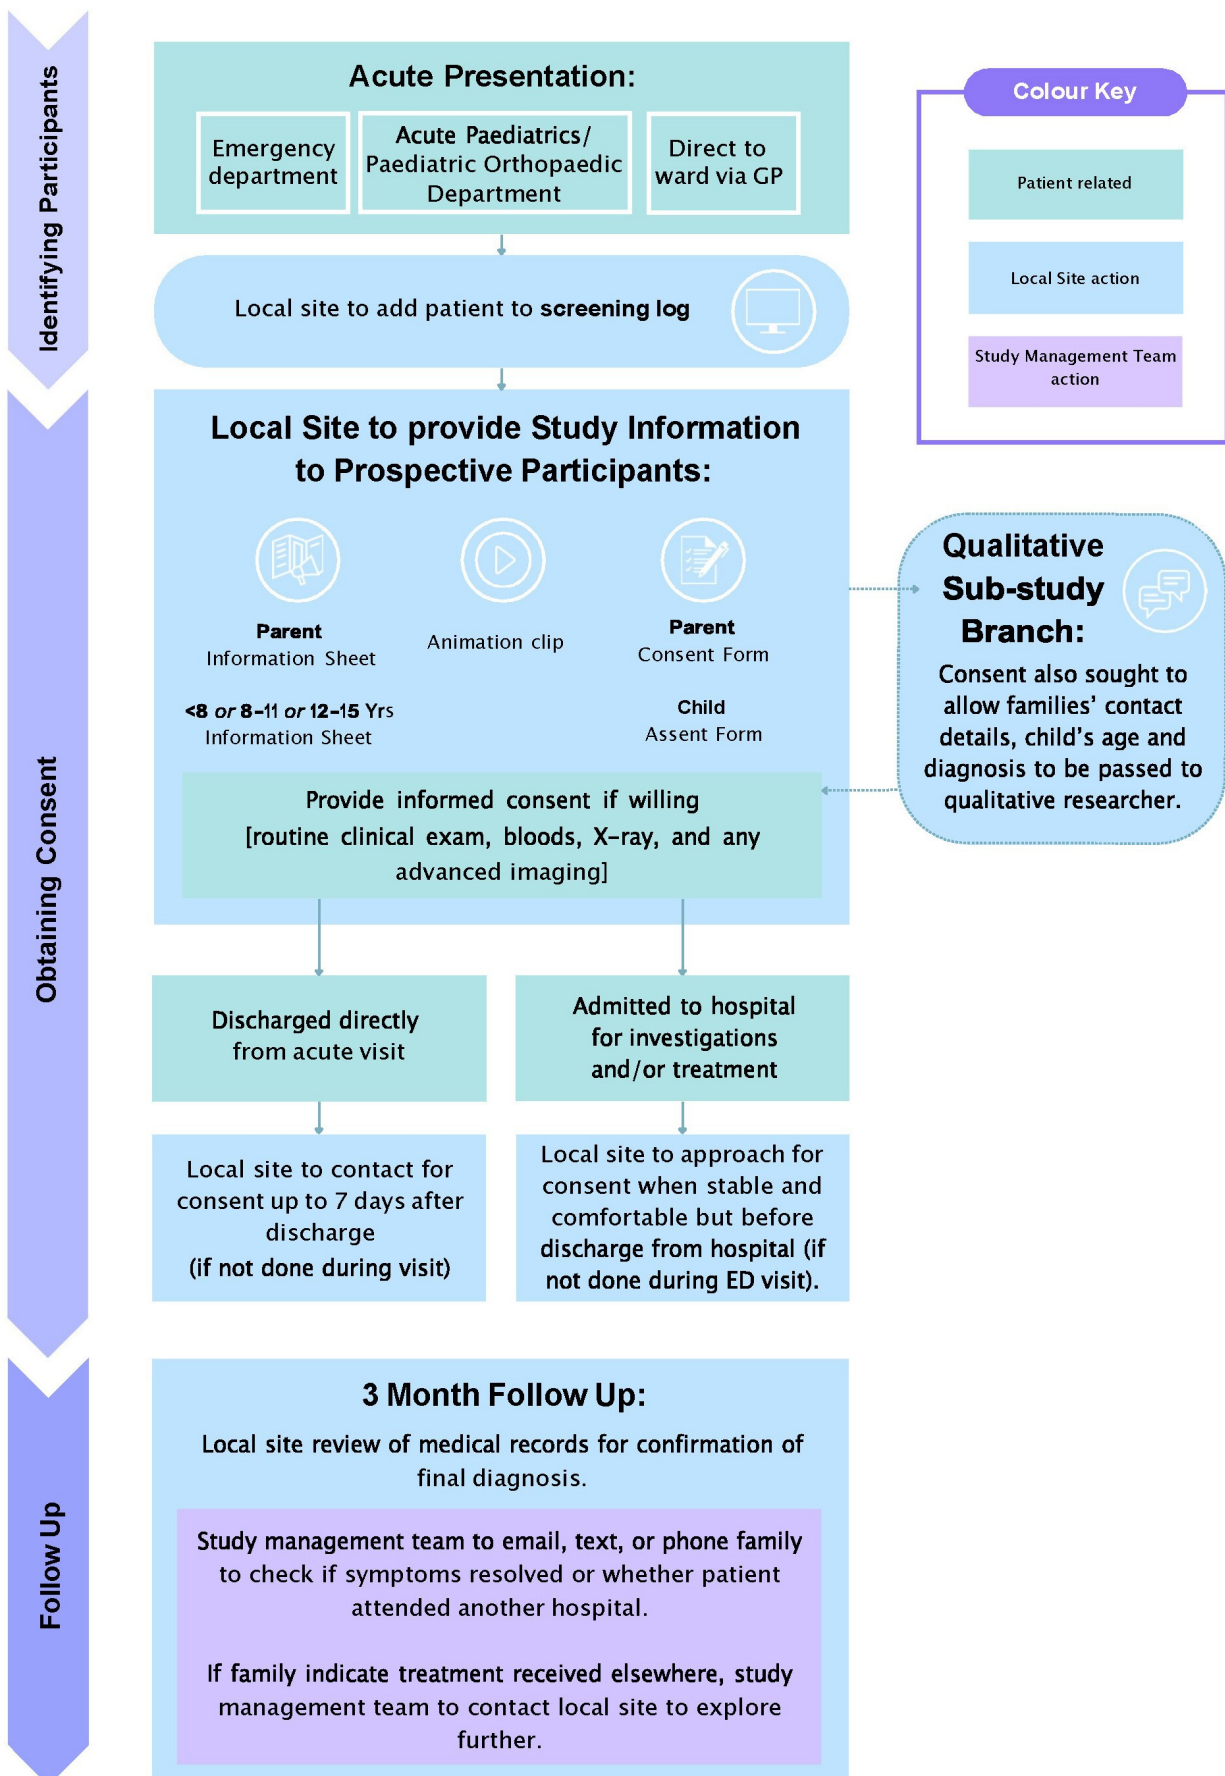 Identifying Participants
Acute Presentation:
Emergency
department
Acute Paediatrics/
Paediatric Orthopaedic
Department
Direct to
ward via GP
Colour Key
Patient related
Local Site action
Study Management Team
action
Local site to add patient to screening log
Obtaining Consent
Local Site to provide Study Information
to Prospective Participants:
Parent
Information Sheet
<8 or 8-11 or 12-15 Yrs
Information Sheet
Animation clip
Parent
Consent Form
Child
Assent Form
Qualitative
Sub-study
Branch:
Consent also sought to
allow families’ contact
details, child’s age and
diagnosis to be passed to
qualitative researcher.
Provide informed consent if willing
[routine clinical exam, bloods, X-ray, and any
advanced imaging]
Discharged directly
from acute visit
Admitted to hospital
for investigations
and/or treatment
Local site to contact for
consent up to 7 days after
discharge
(if not done during visit)
Local site to approach for
consent when stable and
comfortable but before
discharge from hospital (if
not done during ED visit).
Follow Up
3 Month Follow Up:
Local site review of medical records for confirmation of
final diagnosis.
Study management team to email, text, or phone family
to check if symptoms resolved or whether patient
attended another hospital.
If family indicate treatment received elsewhere, study
management team to contact local site to explore
further.